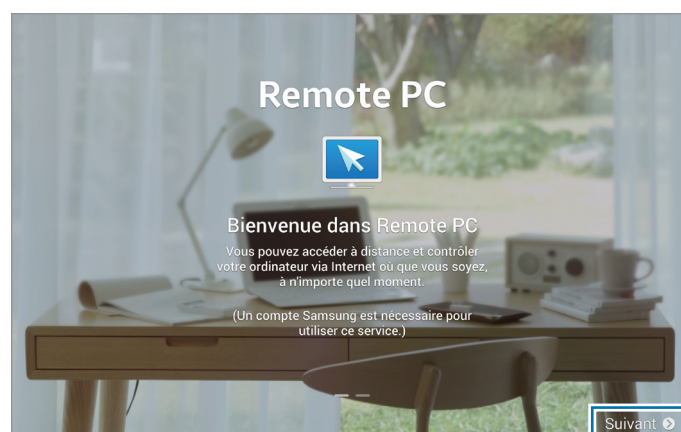 Remote PC
Bienvenue dans Remote PC
Vous pouvez accéder à distance et contrôler
votre ordinateur via Internet où que vous soyez,
à n'importe quel moment.
(Un compte Samsung est nécessaire pour
utiliser ce service.)
Suivant